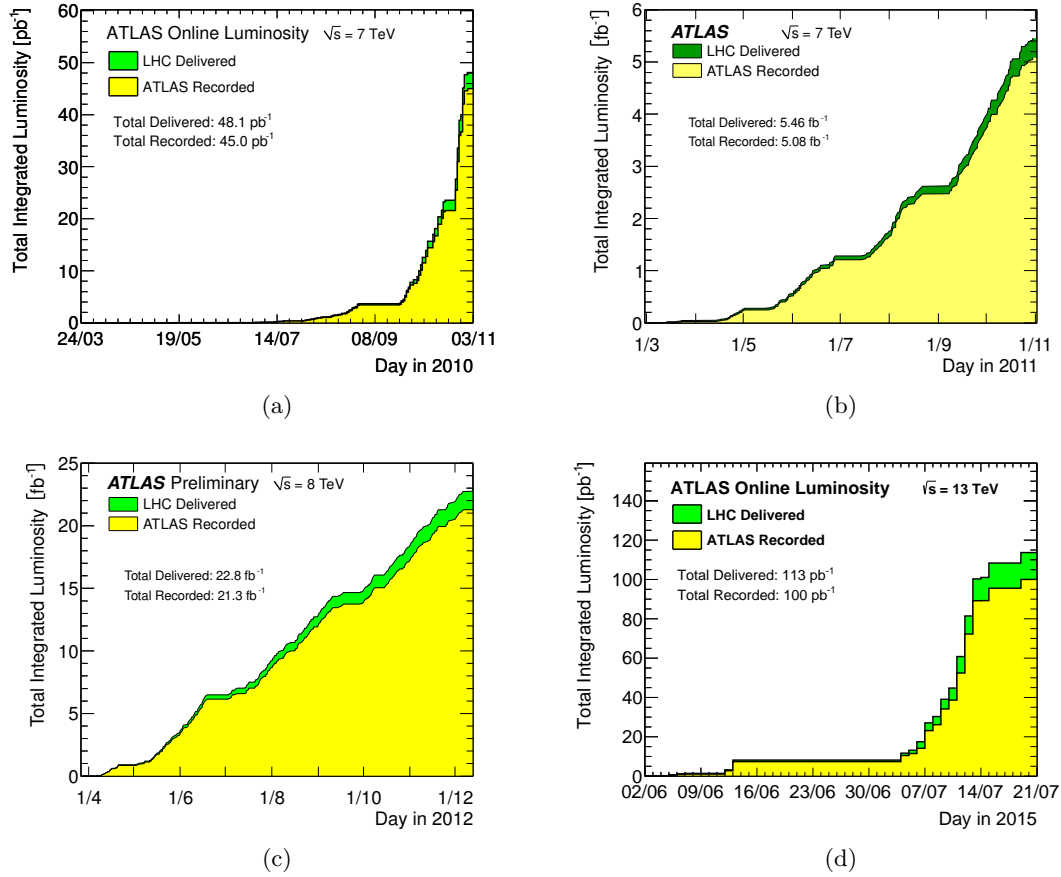 ATLAS Online Luminosity √s = 7 TeV
LHC Delivered
ATLAS Recorded
Total Delivered: 48.1 pb⁻¹
Total Recorded: 45.0 pb⁻¹
Total Integrated Luminosity [pb⁻¹]
60
50
40
30
20
10
0
24/03 19/05 14/07 08/09 03/11
Day in 2010
(a)
ATLAS √s = 7 TeV
LHC Delivered
ATLAS Recorded
Total Delivered: 5.46 fb⁻¹
Total Recorded: 5.08 fb⁻¹
Total Integrated Luminosity [fb⁻¹]
6
5
4
3
2
1
0
1/3 1/5 1/7 1/9 1/11
Day in 2011
(b)
ATLAS Preliminary √s = 8 TeV
LHC Delivered
ATLAS Recorded
Total Delivered: 22.8 fb⁻¹
Total Recorded: 21.3 fb⁻¹
Total Integrated Luminosity [fb⁻¹]
25
20
15
10
5
0
1/4 1/6 1/8 1/10 1/12
Day in 2012
(c)
ATLAS Online Luminosity √s = 13 TeV
LHC Delivered
ATLAS Recorded
Total Delivered: 113 pb⁻¹
Total Recorded: 100 pb⁻¹
Total Integrated Luminosity [pb⁻¹]
140
120
100
80
60
40
20
0
02/06 09/06 16/06 23/06 30/06 07/07 14/07 21/07
Day in 2015
(d)